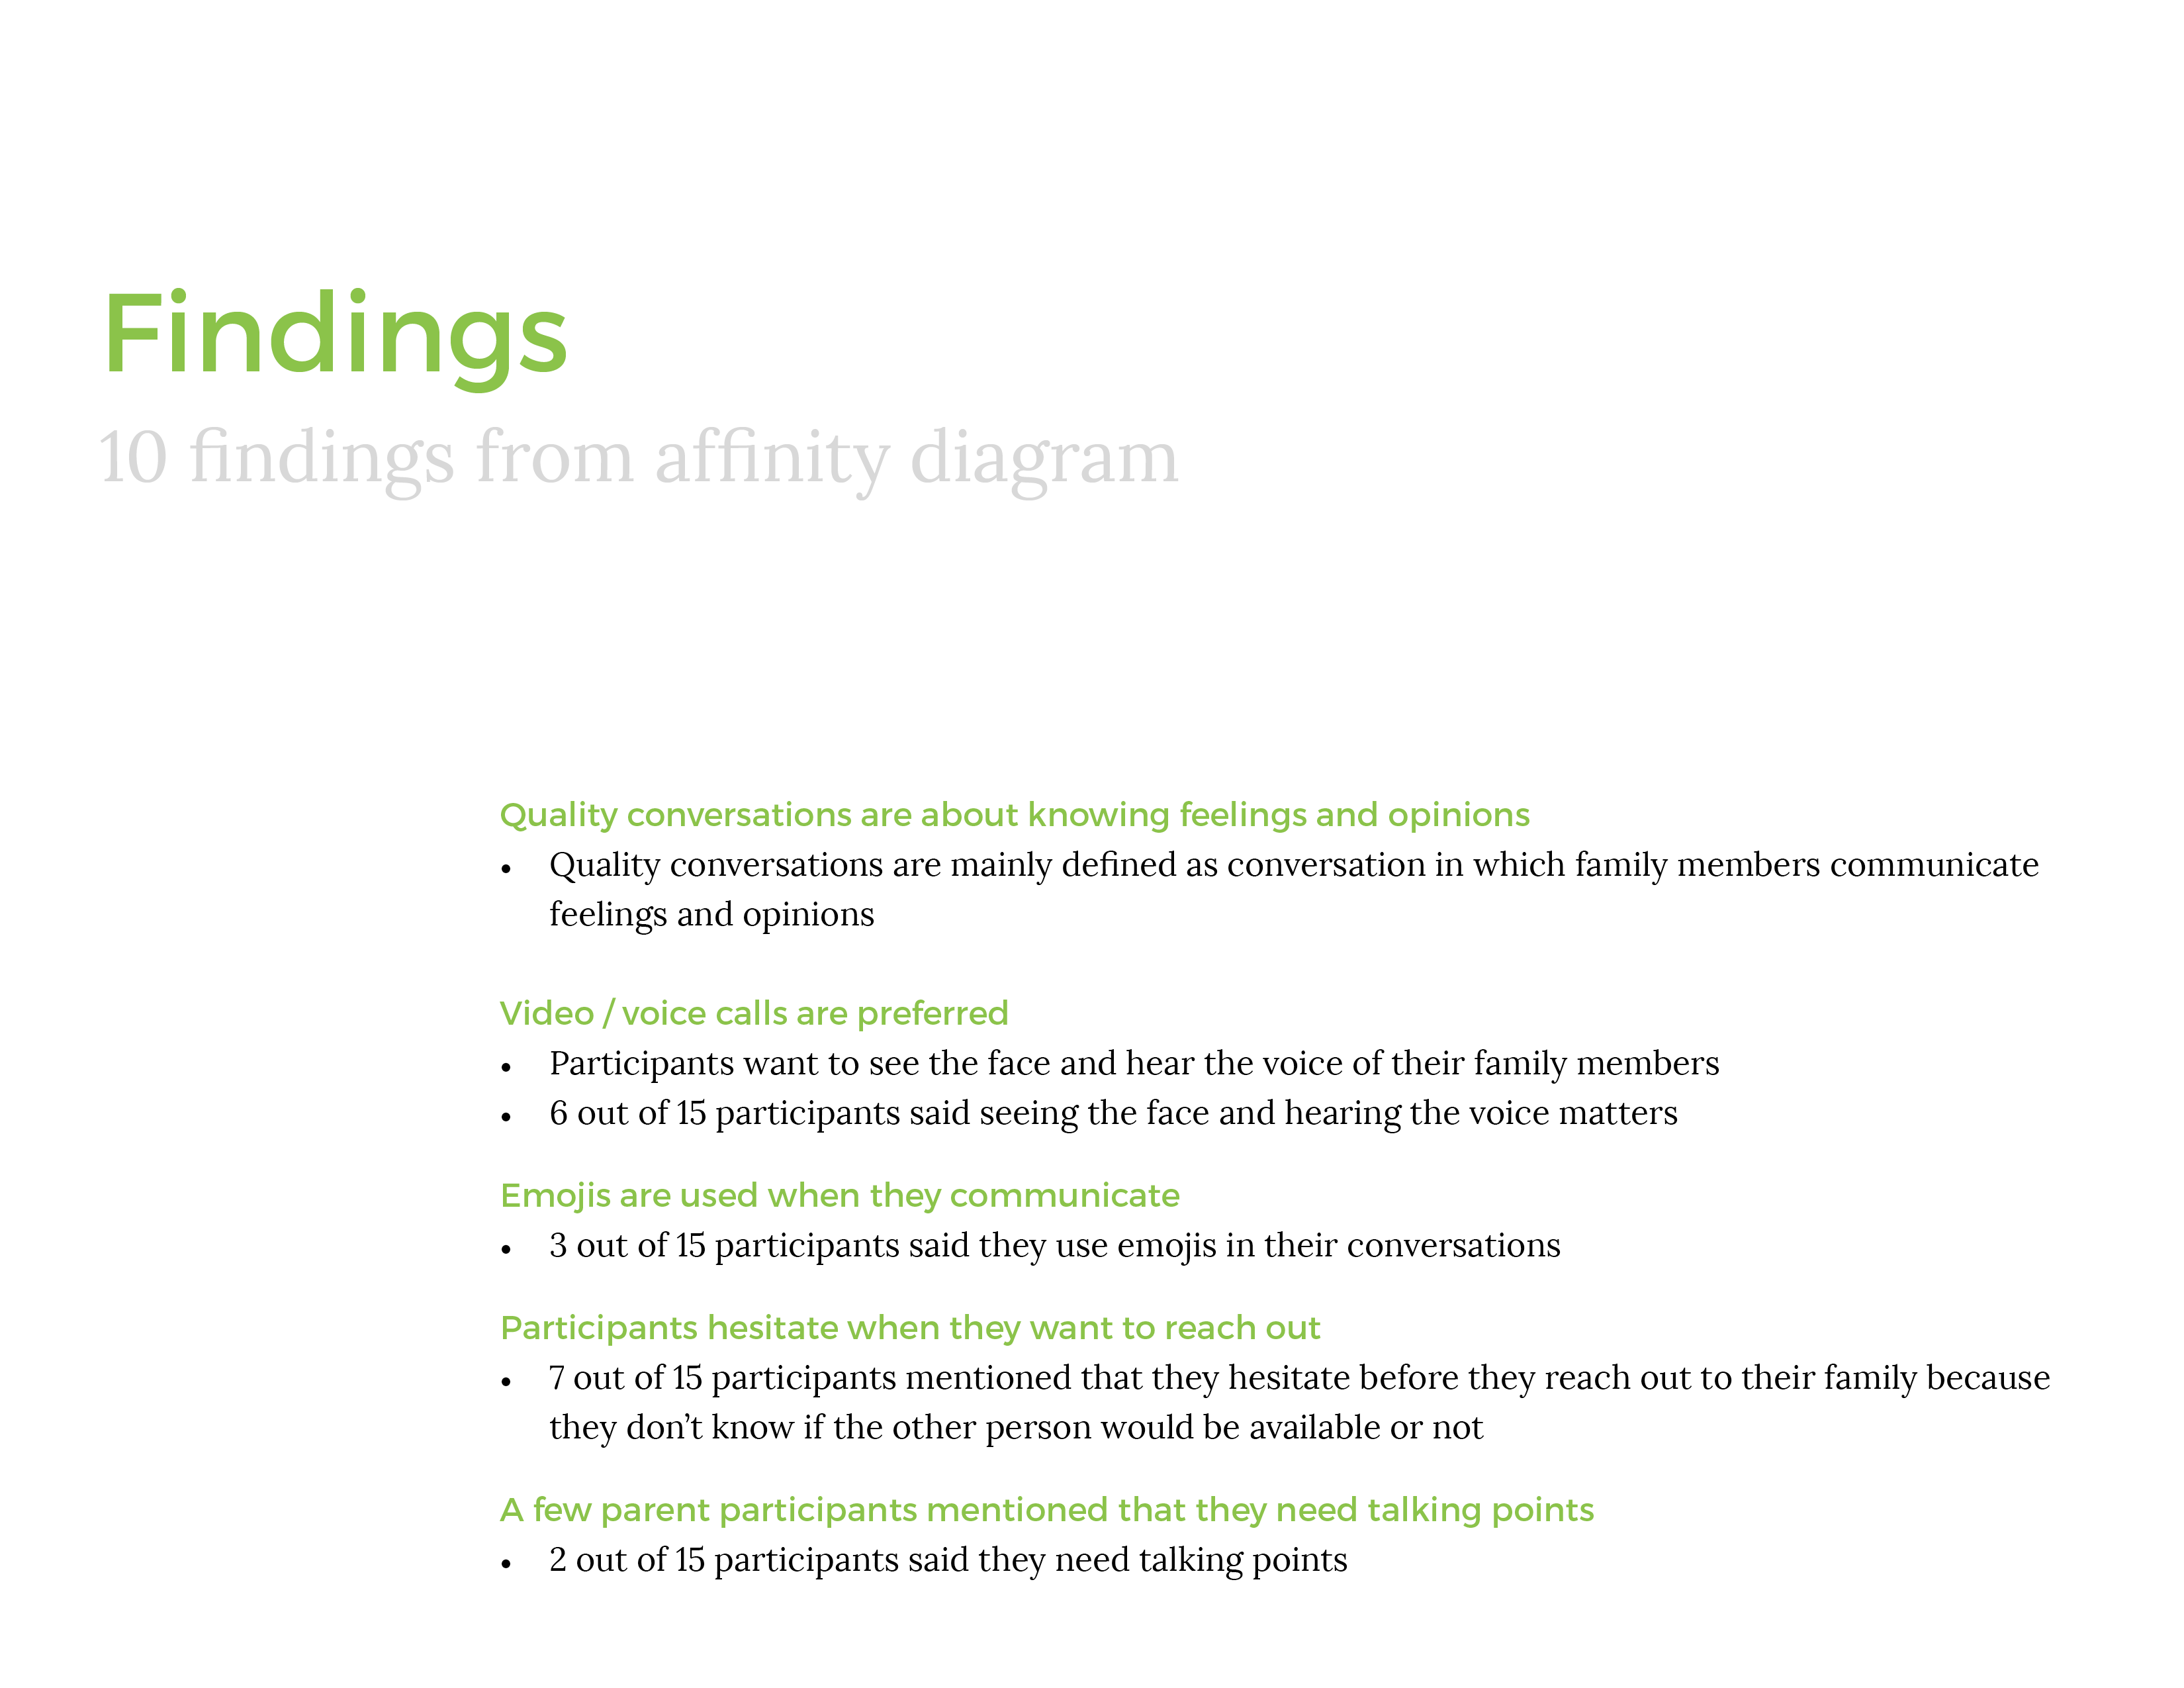 Findings
10 findings from affinity diagram
Quality conversations are about knowing feelings and opinions
• Quality conversations are mainly defined as conversation in which family members communicate
feelings and opinions
Video / voice calls are preferred
• Participants want to see the face and hear the voice of their family members
• 6 out of 15 participants said seeing the face and hearing the voice matters
Emojis are used when they communicate
• 3 out of 15 participants said they use emojis in their conversations
Participants hesitate when they want to reach out
• 7 out of 15 participants mentioned that they hesitate before they reach out to their family because
they don’t know if the other person would be available or not
A few parent participants mentioned that they need talking points
• 2 out of 15 participants said they need talking points